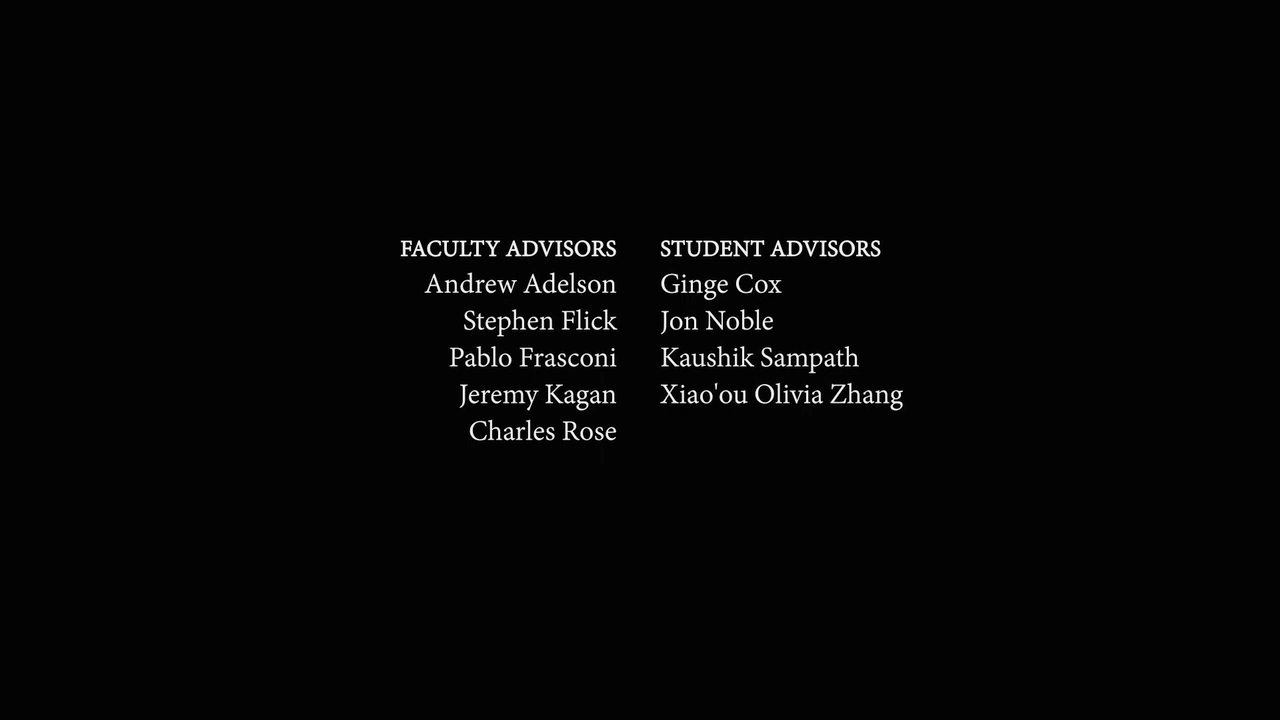 FACULTY ADVISORS
Andrew Adelson
Stephen Flick
Pablo Frasconi
Jeremy Kagan
Charles Rose
STUDENT ADVISORS
Ginge Cox
Jon Noble
Kaushik Sampath
Xiao'ou Olivia Zhang